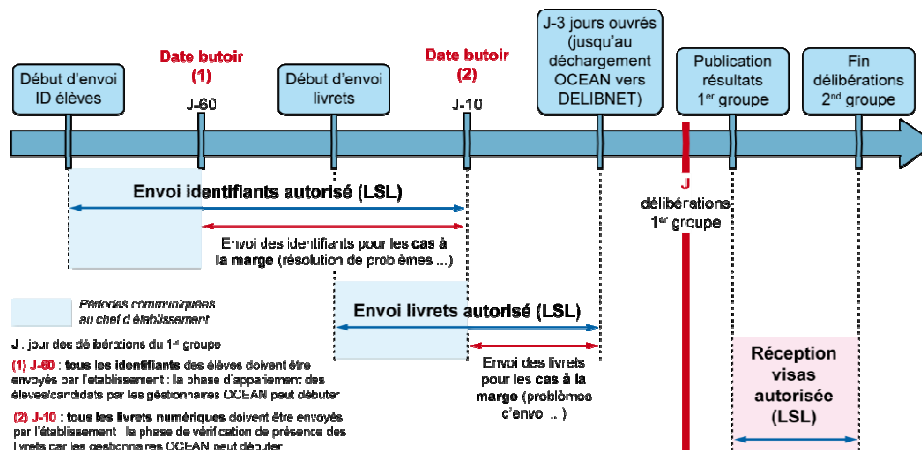 Début d'envoi
ID élèves
Date butoir
(1)
J-60
Début d'envoi
livrets
Date butoir
(2)
J-10
J-3 jours ouvrés
(jusqu'au
déchargement
OCEAN vers
DELIBNET)
Publication
résultats
1er groupe
Fin
délibérations
2nd groupe
Envoi identifiants autorisé (LSL)
Envoi des identifiants pour les cas à
la marge (résolution de problèmes ...)
J
délibérations
1er groupe
Envoi livrets autorisé (LSL)
Envoi des livrets
pour les cas à la
marge (problèmes
d'envo ... )
Réception
visas
autorisée
(LSL)
Périodes communiquées
au chef d'établissement
J : jour des délibérations du 1er groupe
(1) J-60 : tous les identifiants des élèves doivent être
envoyés par l'établissement : la phase d'appariement des
élèves/candidats par les gestionnaires OCEAN peut débuter
(2) J-10 : tous les livrets numériques doivent être envoyés
par l'établissement : la phase de vérification de présence des
livrets par les gestionnaires OCEAN peut débuter